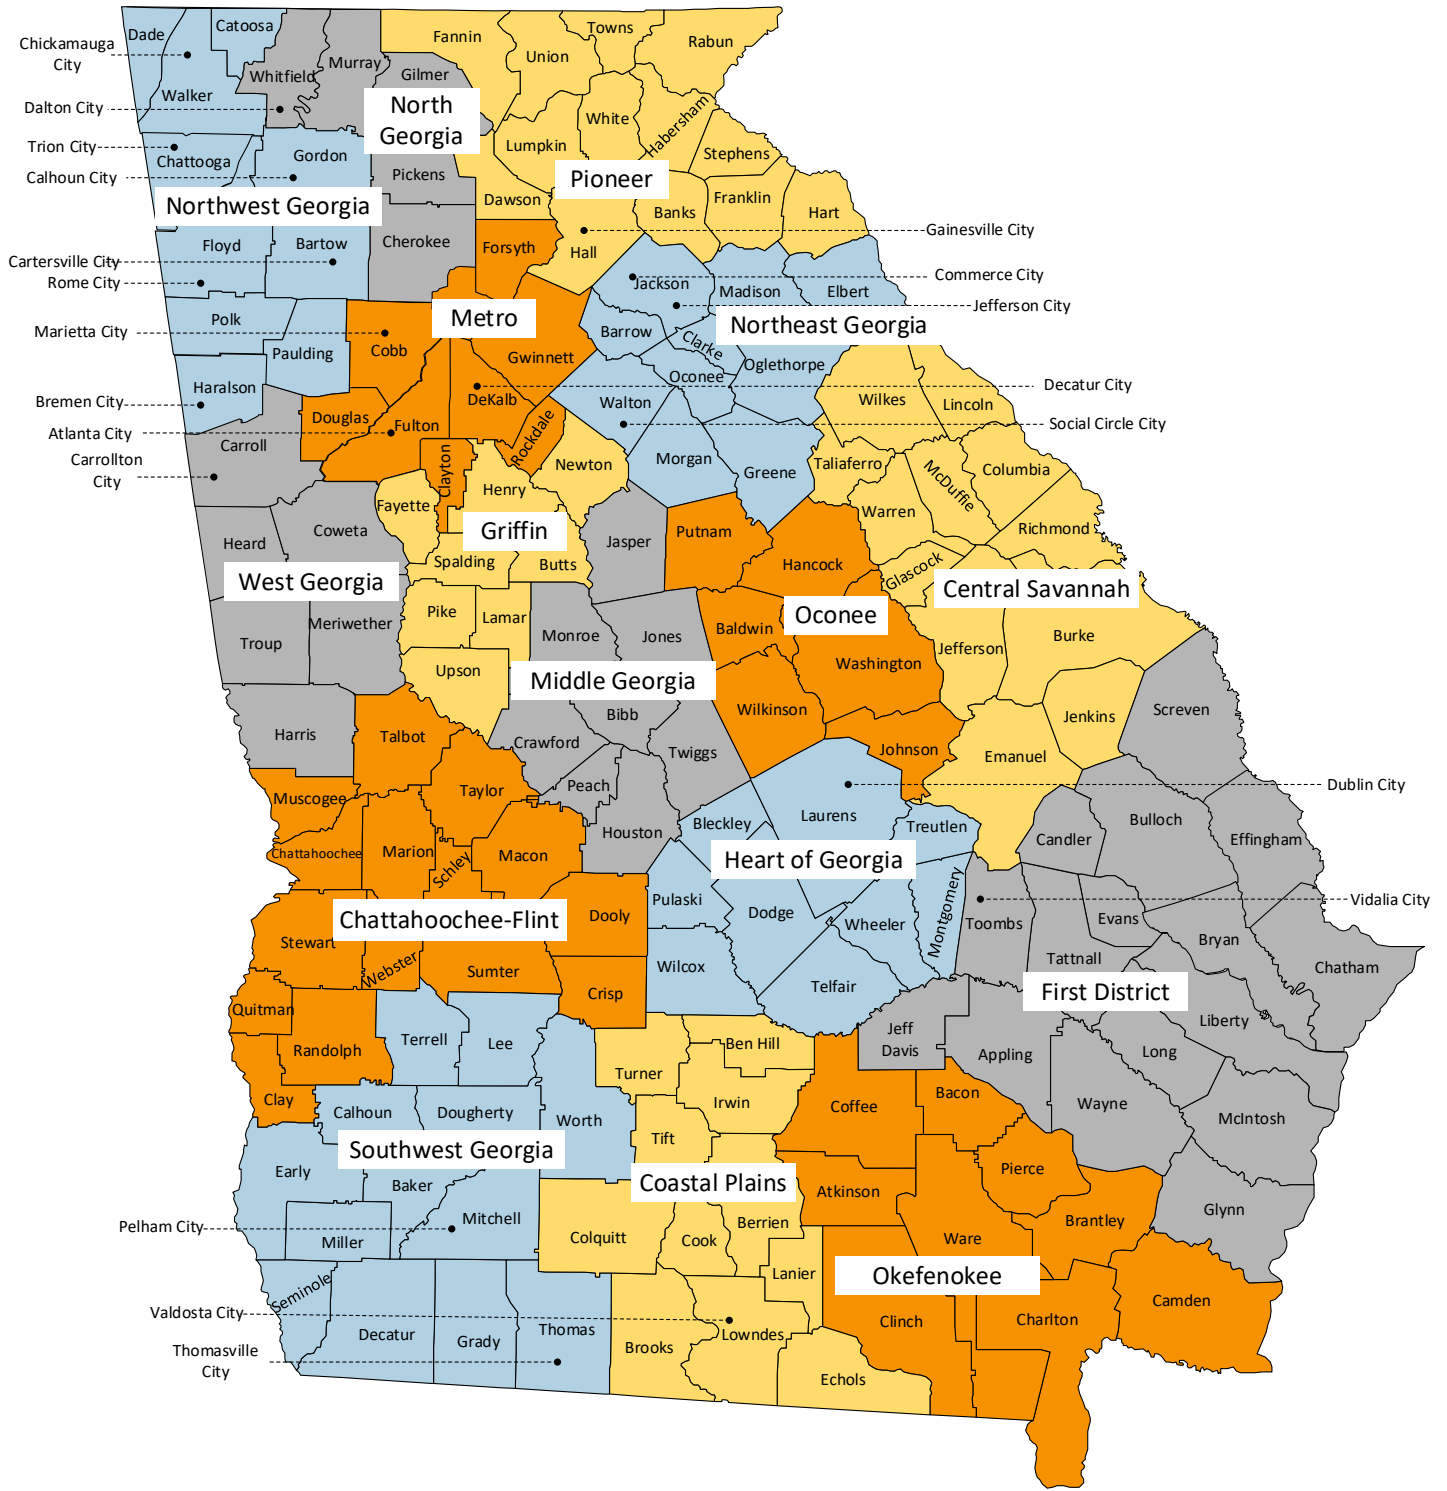 Dade
Catoosa
Chickamauga
City
Walker
Whitfield
Murray
Gilmer
Fannin
Union
Towns
Rabun
Dalton City
North
Georgia
White
Habersham
Lumpkin
Stephens
Trion City
Chattooga
Gordon
Calhoun City
Pickens
Pioneer
Dawson
Banks
Franklin
Hart
Northwest Georgia
Floyd
Bartow
Cherokee
Forsyth
Hall
Gainesville City
Cartersville City
Rome City
Jackson
Madison
Elbert
Commerce City
Jefferson City
Polk
Metro
Northeast Georgia
Marietta City
Paulding
Cobb
Gwinnett
Barrow
Clarke
Oconee
Oglethorpe
Haralson
DeKalb
Decatur City
Bremen City
Walton
Wilkes
Lincoln
Douglas
Fulton
Social Circle City
Atlanta City
Rockdale
Carroll
Carrollton
City
Clayton
Newton
Morgan
Greene
Taliaferro
McDuffie
Columbia
Henry
Fayette
Warren
Richmond
Heard
Coweta
Griffin
Jasper
Putnam
Spalding
Butts
Hancock
Glascock
West Georgia
Central Savannah
Pike
Lamar
Oconee
Troup
Meriwether
Monroe
Jones
Baldwin
Washington
Jefferson
Burke
Upson
Middle Georgia
Wilkinson
Jenkins
Screven
Harris
Talbot
Crawford
Bibb
Twiggs
Johnson
Emanuel
Muscogee
Taylor
Peach
Dublin City
Laurens
Bleckley
Treutlen
Houston
Candler
Bulloch
Effingham
Chattahoochee
Marion
Schley
Macon
Heart of Georgia
Chattahoochee-Flint
Dooly
Pulaski
Dodge
Wheeler
Montgomery
Toombs
Vidalia City
Evans
Stewart
Webster
Sumter
Wilcox
Telfair
Tattnall
Bryan
Chatham
Crisp
First District
Quitman
Randolph
Terrell
Lee
Turner
Ben Hill
Jeff
Davis
Appling
Long
Liberty
Clay
Calhoun
Dougherty
Worth
Irwin
Coffee
Bacon
Wayne
McIntosh
Southwest Georgia
Tift
Early
Baker
Coastal Plains
Atkinson
Pierce
Pelham City
Miller
Mitchell
Colquitt
Cook
Berrien
Ware
Brantley
Glynn
Seminole
Lanier
Okefenokee
Valdosta City
Decatur
Grady
Thomas
Brooks
Lowndes
Clinch
Charlton
Camden
Thomasville
City
Echols